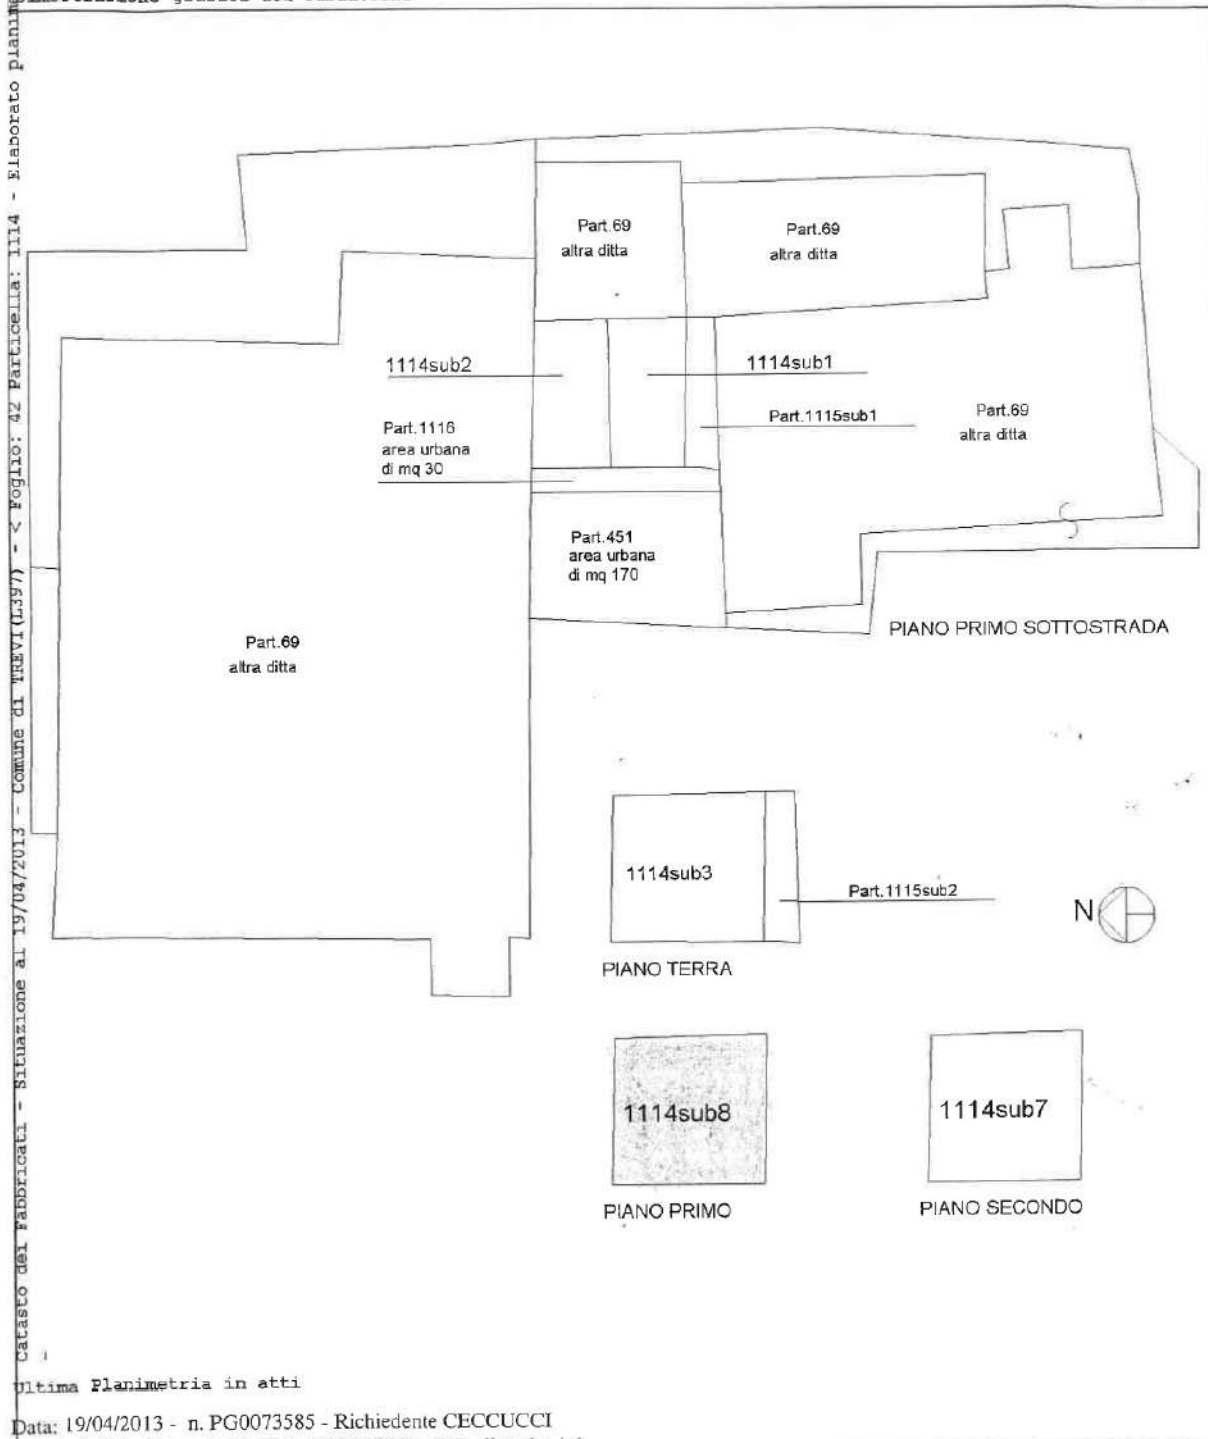 Catasto dei Fabbricati - Situazione al 19/04/2013 - Comune di TREVI(L397) - < Foglio: 42 Particella: 1114 - Elaborato
Part.69
altra ditta
Part.69
altra ditta
1114sub2
1114sub1
Part.1115sub1
Part.69
altra ditta
Part.1116
area urbana
di mq 30
Part.451
area urbana
di mq 170
PIANO PRIMO SOTTOSTRADA
Part.69
altra ditta
1114sub3
Part.1115sub2
N
PIANO TERRA
1114sub8
1114sub7
PIANO PRIMO
PIANO SECONDO
Ultima Planimetria in atti
Data: 19/04/2013 - n. PG0073585 - Richiedente CECCUCCI